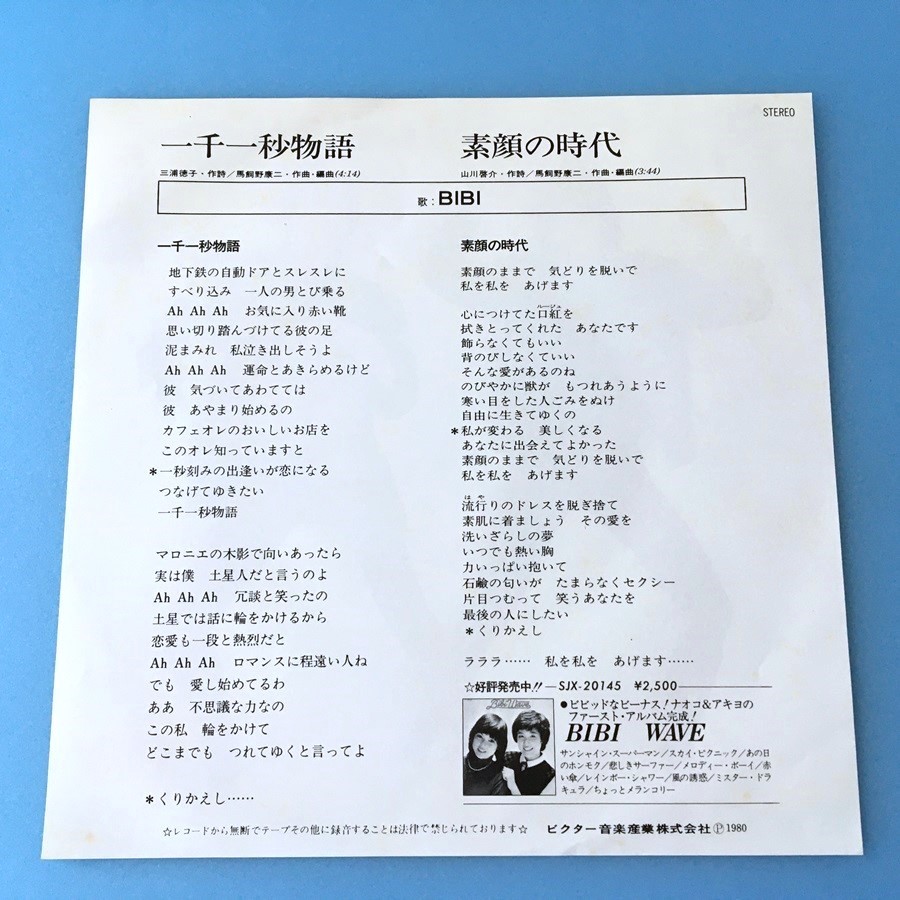 STEREO
一千一秒物語
三浦徳子・作詩／馬飼野康二・作曲・編曲(4:14)
素顔の時代
山川啓介・作詩／馬飼野康二・作曲・編曲(3:44)
歌：BIBI
一千一秒物語
地下鉄の自動ドアとスレスレに
すべり込み　一人の男とび乗る
Ah Ah Ah　お気に入り赤い靴
思い切り踏んづけてる彼の足
泥まみれ　私泣き出しそうよ
Ah Ah Ah　運命とあきらめるけど
彼　気づいてあわてては
彼　あやまり始めるの
カフェオレのおいしいお店を
このオレ知っていますと
＊一秒刻みの出逢いが恋になる
つなげてゆきたい
一千一秒物語
マロニエの木影で向いあったら
実は僕　土星人だと言うのよ
Ah Ah Ah　冗談と笑ったの
土星では話に輪をかけるから
恋愛も一段と熱烈だと
Ah Ah Ah　ロマンスに程遠い人ね
でも　愛し始めてるわ
ああ　不思議な力なの
この私　輪をかけて
どこまでも　つれてゆくと言ってよ
＊くりかえし……
素顔の時代
素顔のままで　気どりを脱いで
私を私を　あげます
ルージュ
心につけてた口紅を
拭きとってくれた　あなたです
飾らなくてもいい
背のびしなくていい
そんな愛があるのね
のびやかに獣が　もつれあうように
寒い目をした人ごみをぬけ
自由に生きてゆくの
＊私が変わる　美しくなる
あなたに出会えてよかった
素顔のままで　気どりを脱いで
私を私を　あげます
はや
流行りのドレスを脱ぎ捨て
素肌に着ましょう　その愛を
洗いざらしの夢
いつでも熱い胸
力いっぱい抱いて
石鹸の匂いが　たまらなくセクシー
片目つむって　笑うあなたを
最後の人にしたい
＊くりかえし
ラララ……　私を私を　あげます……
☆好評発売中!!—SJX-20145　¥2,500
Bibi Wave
●ビビッドなビーナス！ナオコ＆アキヨの
ファースト・アルバム完成！
BIBI　WAVE
サンシャイン・スーパーマン／スカイ・ピクニック／あの日
のホンモク／悲しきサーファー／メロディー・ボーイ／赤
い傘／レインボー・シャワー／風の誘惑／ミスター・ドラ
キュラ／ちょっとメランコリー
☆レコードから無断でテープその他に録音することは法律で禁じられております☆
ビクター音楽産業株式会社Ⓟ1980